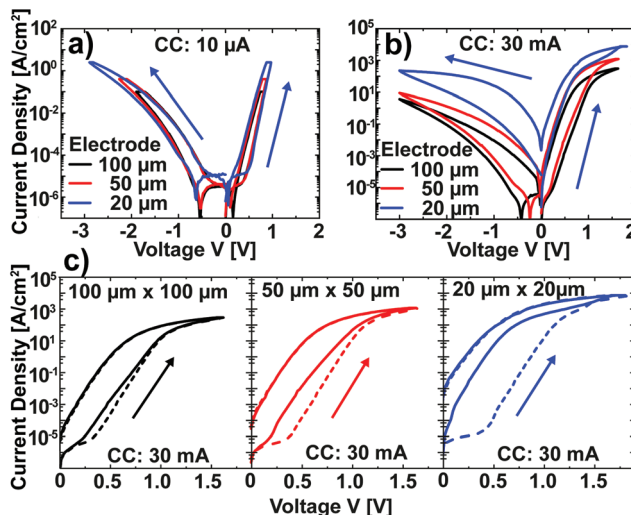 a)
CC: 10 µA
Current Density [A/cm²]
10² 10⁰ 10⁻² 10⁻⁴ 10⁻⁶
Electrode
100 µm
50 µm
20 µm
-3 -2 -1 0 1 2
Voltage V [V]
b)
CC: 30 mA
Current Density [A/cm²]
10⁵ 10³ 10¹ 10⁻¹ 10⁻³ 10⁻⁵
Electrode
100 µm
50 µm
20 µm
-3 -2 -1 0 1 2
Voltage V [V]
c)
Current Density [A/cm²]
10⁵ 10³ 10¹ 10⁻¹ 10⁻³ 10⁻⁵
100 µm x 100 µm
CC: 30 mA
0 0.5 1.0 1.5
50 µm x 50 µm
CC: 30 mA
0.0 0.5 1.0 1.5
20 µm x 20µm
CC: 30 mA
0.0 0.5 1.0 1.5
Voltage V [V]